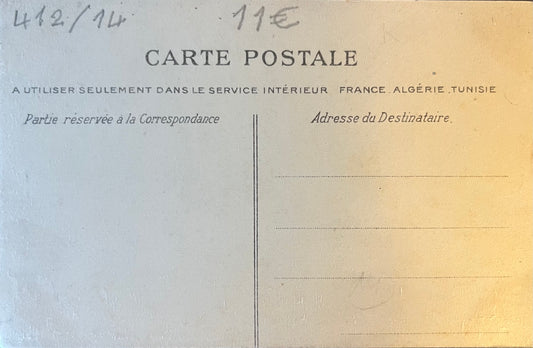 412/14 11€
CARTE POSTALE
A UTILISER SEULEMENT DANS LE SERVICE INTÉRIEUR FRANCE. ALGÉRIE. TUNISIE
Partie réservée à la Correspondance
Adresse du Destinataire.